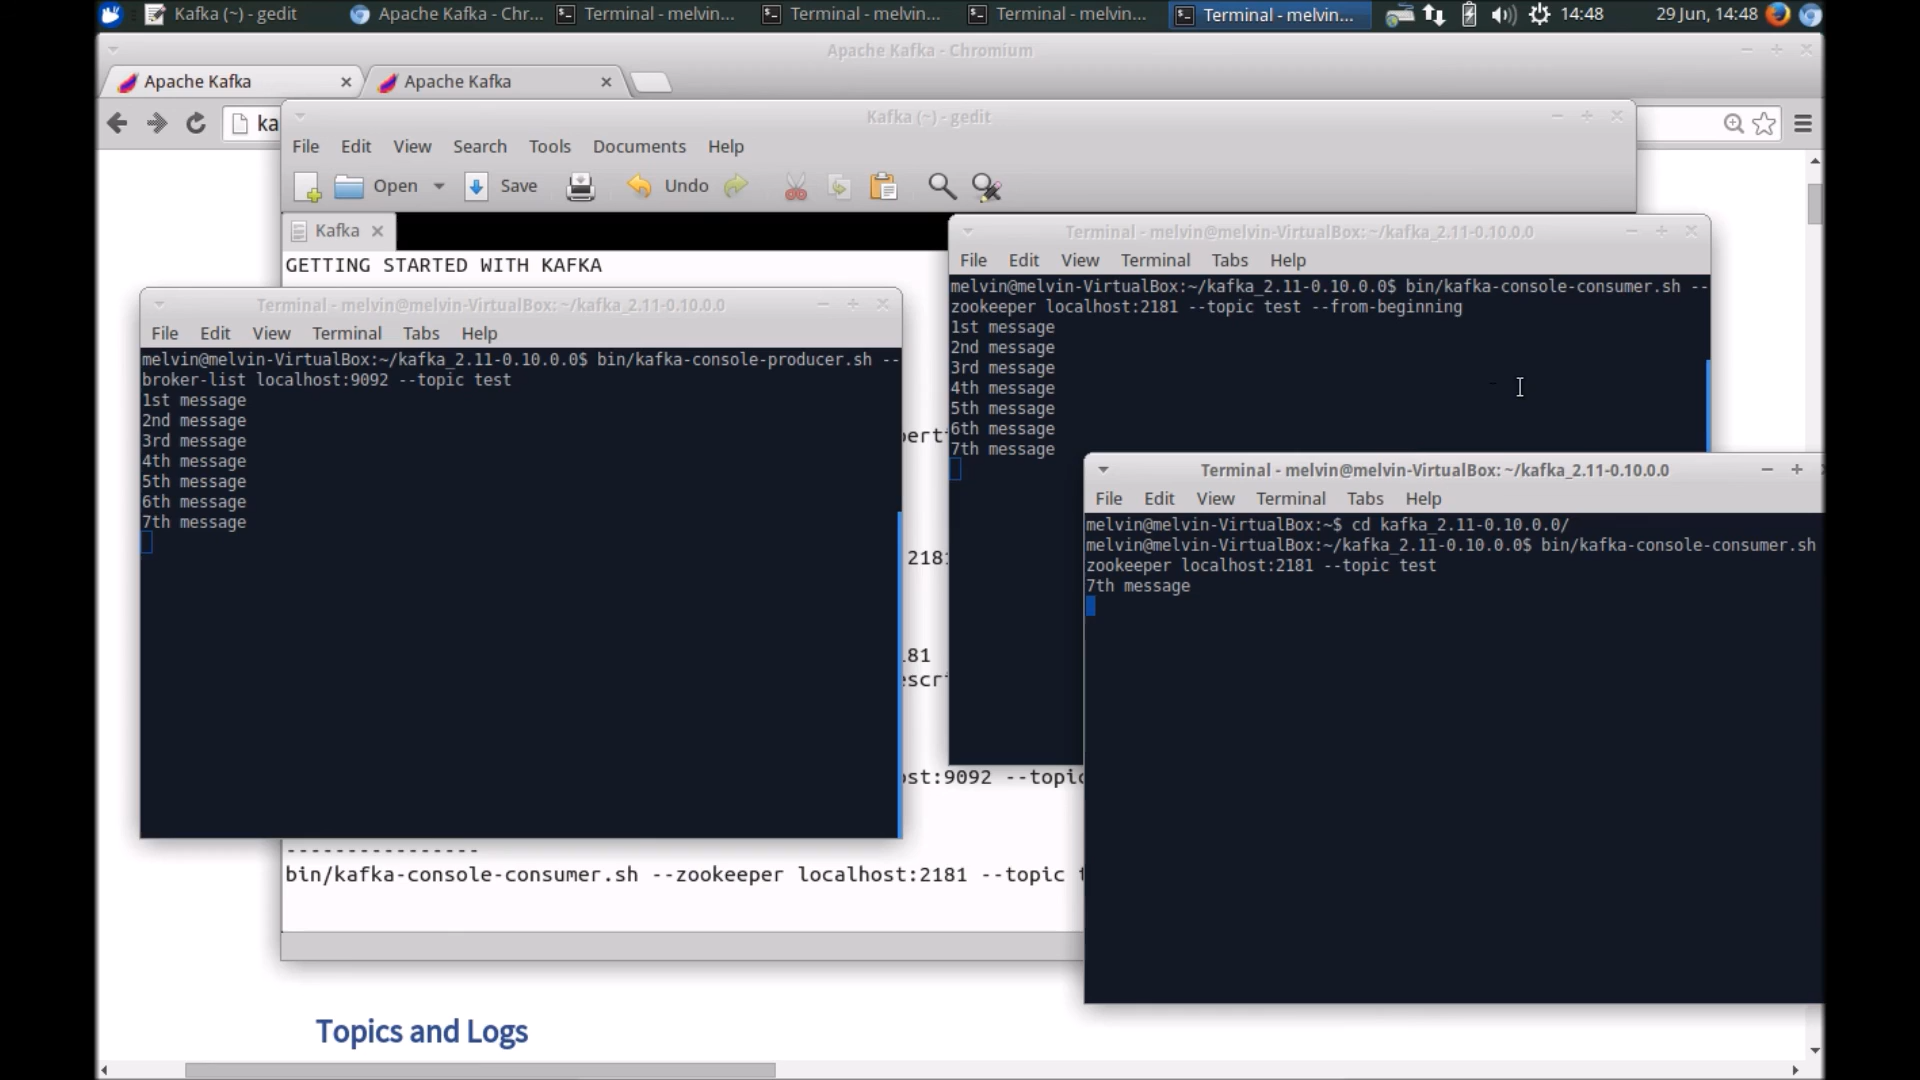 Kafka (~) - gedit
Apache Kafka - Chr...
Terminal - melvin...
Terminal - melvin...
Terminal - melvin...
Terminal - melvin...
14:48
29 Jun, 14:48
Apache Kafka - Chromium
Apache Kafka
Apache Kafka
ka
Kafka (~) - gedit
File Edit View Search Tools Documents Help
Open Save Undo
Kafka
GETTING STARTED WITH KAFKA
Terminal - melvin@melvin-VirtualBox: ~/kafka_2.11-0.10.0.0
File Edit View Terminal Tabs Help
melvin@melvin-VirtualBox:~/kafka_2.11-0.10.0.0$ bin/kafka-console-producer.sh --
broker-list localhost:9092 --topic test
1st message
2nd message
3rd message
4th message
5th message
6th message
7th message
Terminal - melvin@melvin-VirtualBox: ~/kafka_2.11-0.10.0.0
File Edit View Terminal Tabs Help
melvin@melvin-VirtualBox:~/kafka_2.11-0.10.0.0$ bin/kafka-console-consumer.sh --
zookeeper localhost:2181 --topic test --from-beginning
1st message
2nd message
3rd message
4th message
5th message
6th message
7th message
Terminal - melvin@melvin-VirtualBox: ~/kafka_2.11-0.10.0.0
File Edit View Terminal Tabs Help
melvin@melvin-VirtualBox:~$ cd kafka_2.11-0.10.0.0/
melvin@melvin-VirtualBox:~/kafka_2.11-0.10.0.0$ bin/kafka-console-consumer.sh
zookeeper localhost:2181 --topic test
7th message
pert
2181
.81
escr
ost:9092 --topic
----------------
bin/kafka-console-consumer.sh --zookeeper localhost:2181 --topic t
Topics and Logs